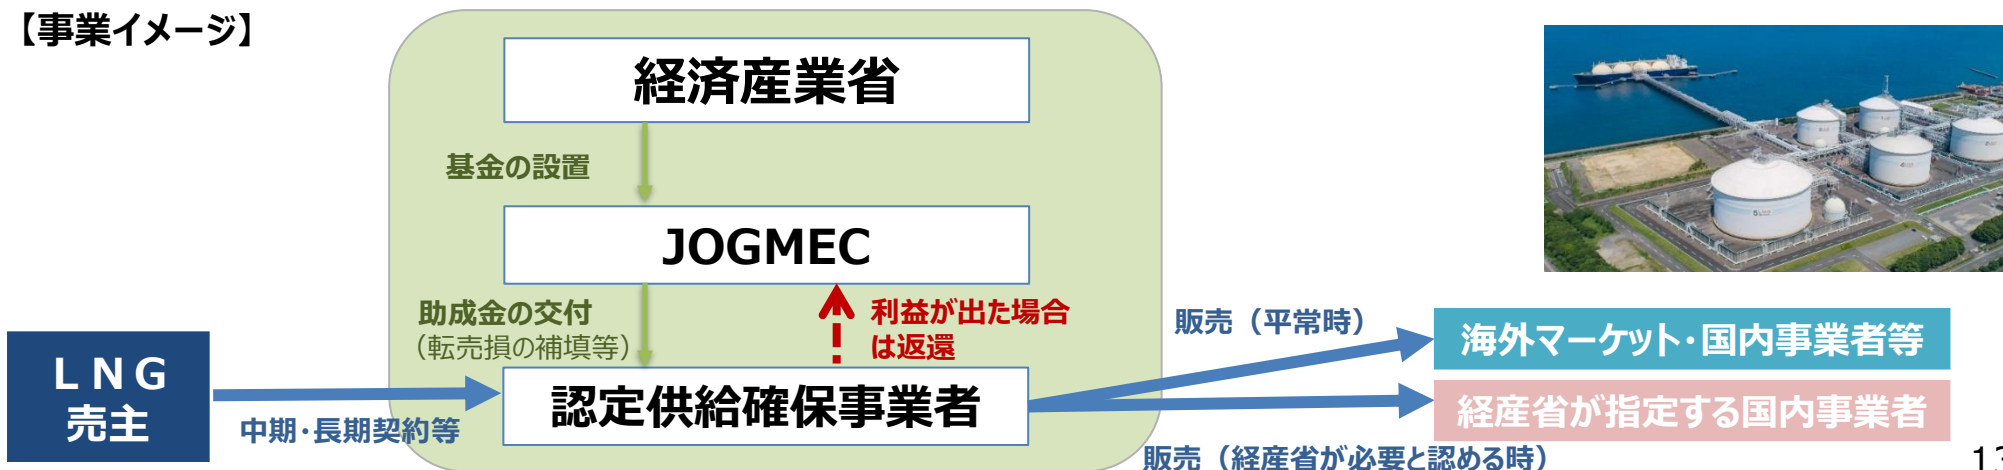 【事業イメージ】
経済産業省
基金の設置
JOGMEC
助成金の交付
（転売損の補填等）
利益が出た場合
は返還
LNG
売主
中期・長期契約等
認定供給確保事業者
販売（平常時）
海外マーケット・国内事業者等
経産省が指定する国内事業者
販売（経産省が必要と認める時）